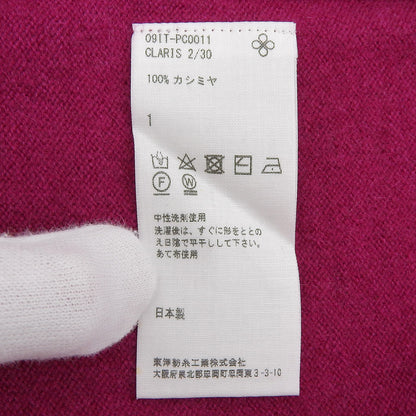 09IT-PC0011
CLARIS 2/30
100% カシミヤ
1
F W
中性洗剤使用
洗濯後は、すぐに形をととの
え日陰で平干しして下さい。
あて布使用
日本製
東洋紡糸工業株式会社
大阪府泉北郡忠岡町忠岡南 3-3-10